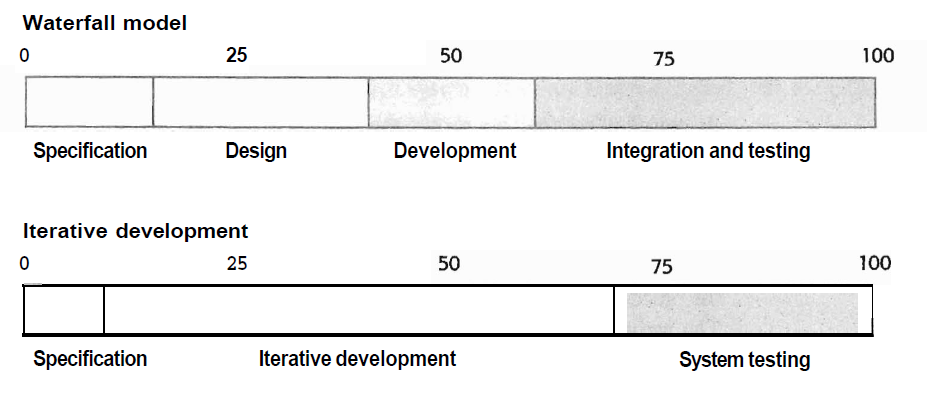 Waterfall model
0 25 50 75 100
Specification Design Development Integration and testing
Iterative development
0 25 50 75 100
Specification Iterative development System testing